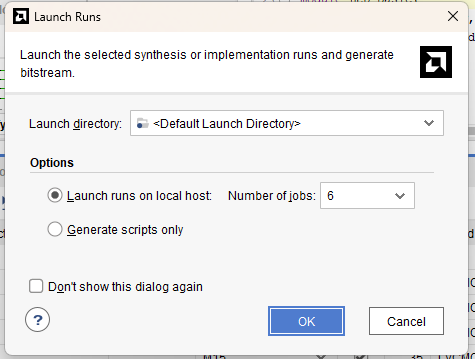 Launch Runs
Launch the selected synthesis or implementation runs and generate
bitstream.
Launch directory: <Default Launch Directory>
Options
Launch runs on local host: Number of jobs: 6
Generate scripts only
Don't show this dialog again
? OK Cancel